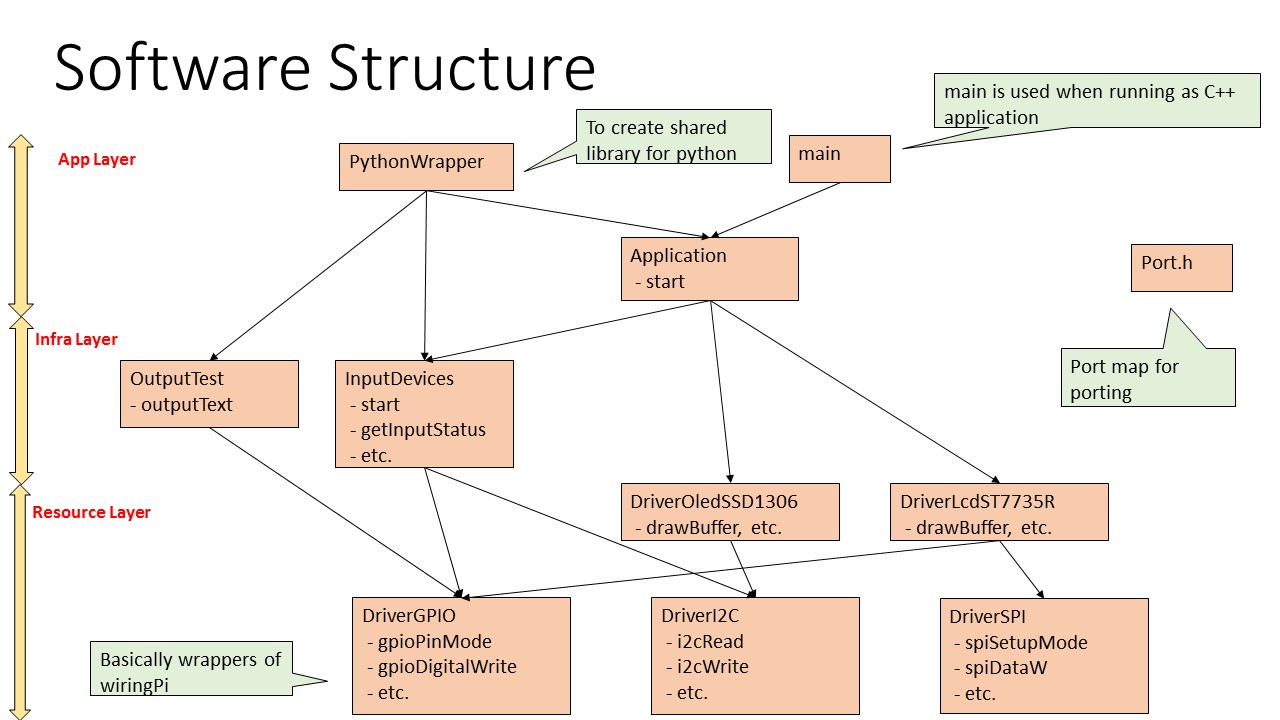 Software Structure
main is used when running as C++
application
To create shared
library for python
App Layer
PythonWrapper
main
Application
- start
Port.h
Infra Layer
Port map for
porting
OutputTest
- outputText
InputDevices
- start
- getInputStatus
- etc.
Resource Layer
DriverOledSSD1306
- drawBuffer, etc.
DriverLcdST7735R
- drawBuffer, etc.
DriverGPIO
- gpioPinMode
- gpioDigitalWrite
- etc.
DriverI2C
- i2cRead
- i2cWrite
- etc.
DriverSPI
- spiSetupMode
- spiDataW
- etc.
Basically wrappers of
wiringPi